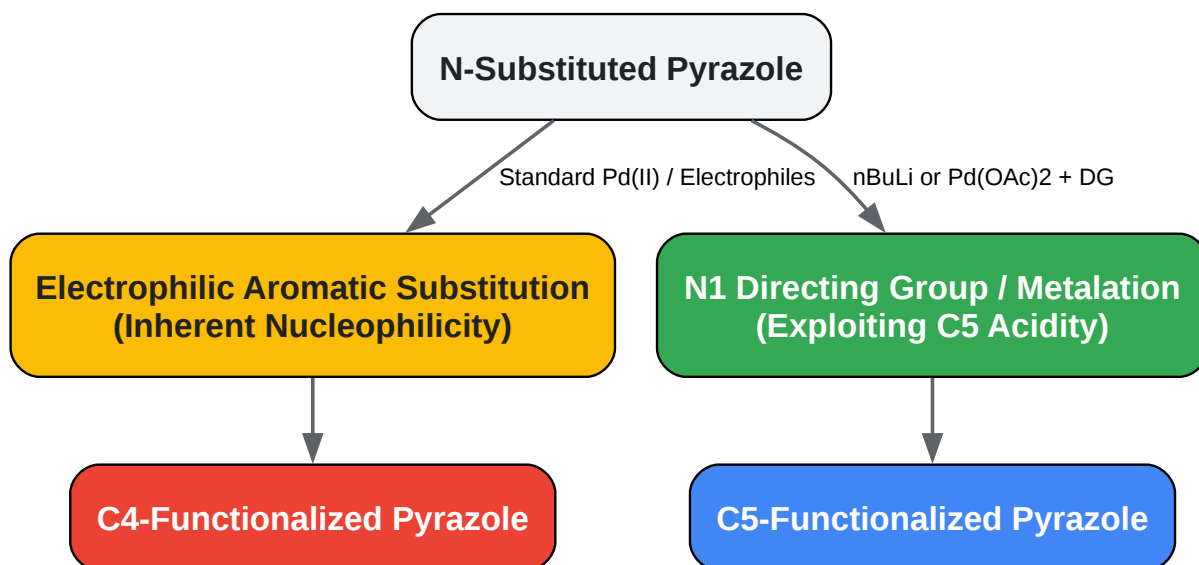 N-Substituted Pyrazole
Standard Pd(II) / Electrophiles
nBuLi or Pd(OAc)2 + DG
Electrophilic Aromatic Substitution
(Inherent Nucleophilicity)
N1 Directing Group / Metalation
(Exploiting C5 Acidity)
C4-Functionalized Pyrazole
C5-Functionalized Pyrazole